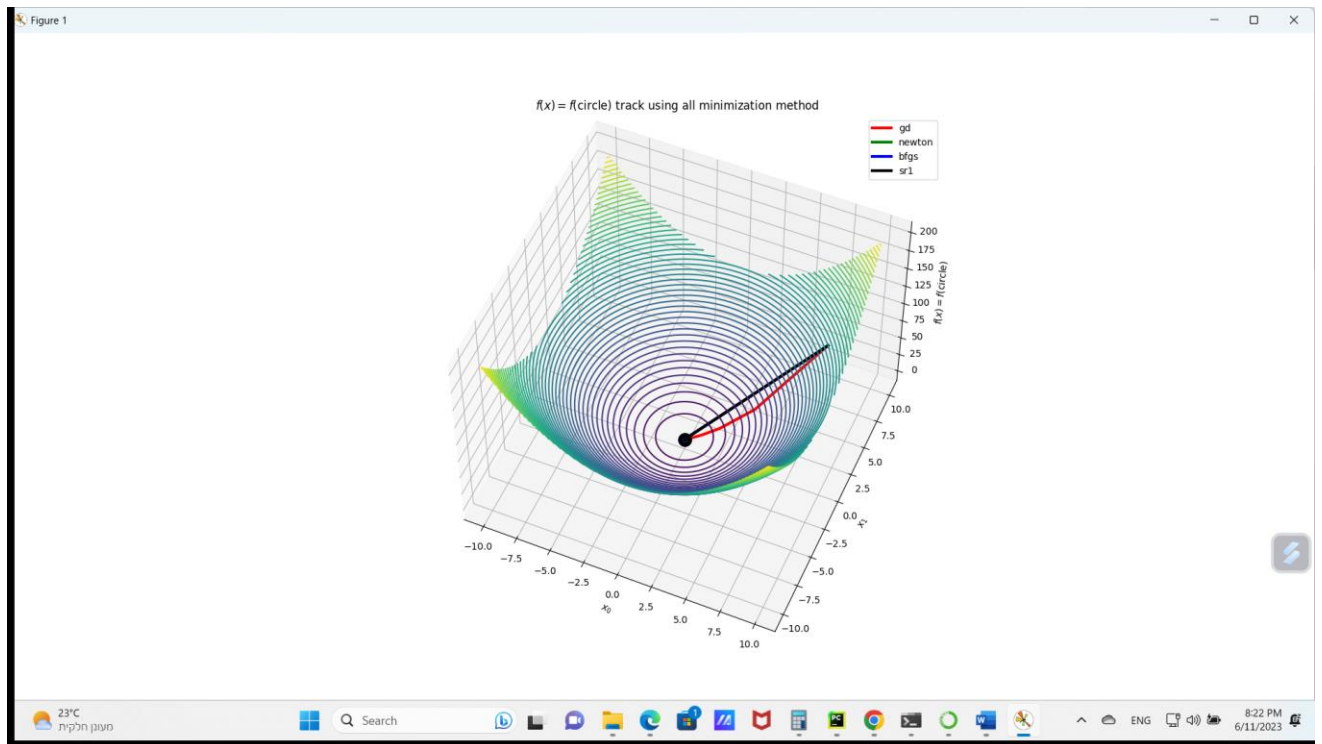 Figure 1
f(x) = f(circle) track using all minimization method
gd
newton
bfgs
sr1
200
175
150
125
100
75
50
25
0
f(x) = f(circle)
10.0
7.5
5.0
2.5
0.0
−2.5
−5.0
−7.5
−10.0
x₁
−10.0
−7.5
−5.0
−2.5
0.0
2.5
5.0
7.5
10.0
x₀
23°C
מעונן חלקית
Search
1
PC
ENG
8:22 PM
6/11/2023